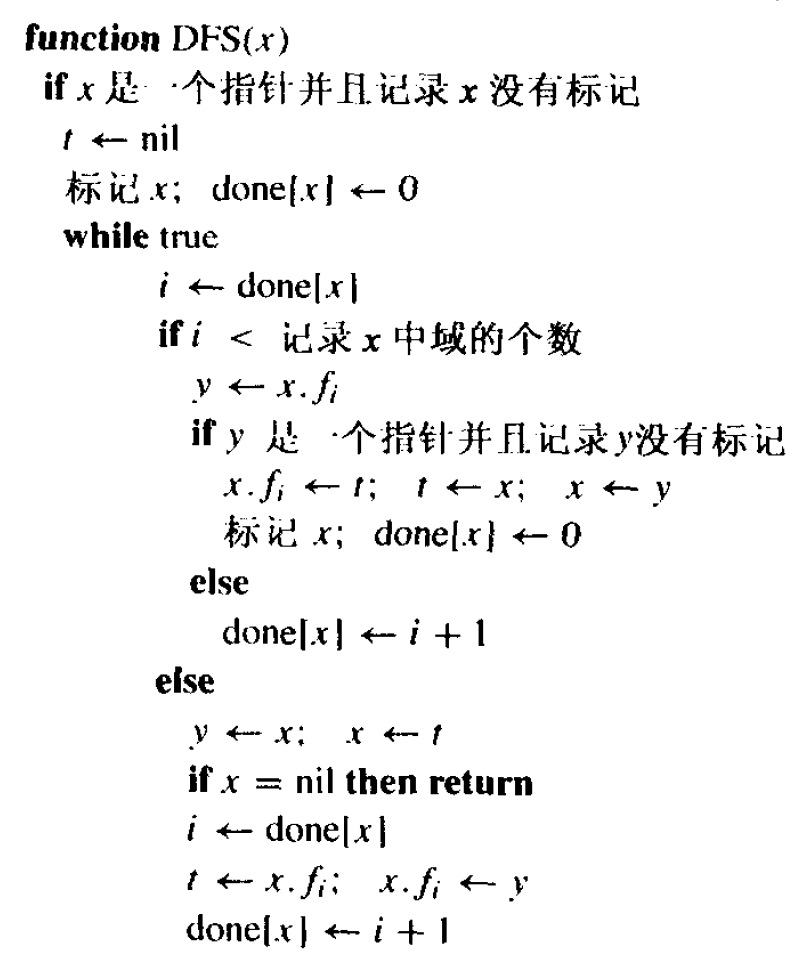 function DFS(x)
if x 是一个指针并且记录 x 没有标记
t ← nil
标记 x; done[x] ← 0
while true
i ← done[x]
if i < 记录 x 中域的个数
y ← x.fᵢ
if y 是一个指针并且记录y没有标记
x.fᵢ ← t; t ← x; x ← y
标记 x; done[x] ← 0
else
done[x] ← i + 1
else
y ← x; x ← t
if x = nil then return
i ← done[x]
t ← x.fᵢ; x.fᵢ ← y
done[x] ← i + 1